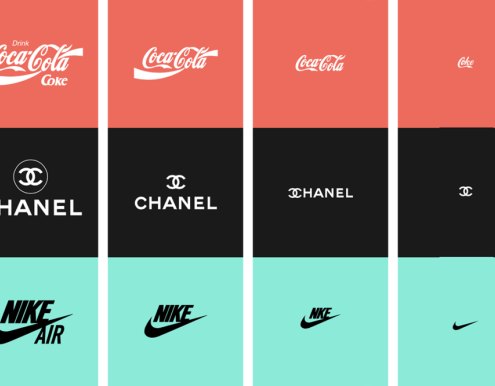 Drink
Coca-Cola
Coke
Coca-Cola
Coca-Cola
Coke
HANEL
CHANEL
CHANEL
NIKE
AIR
NIKE
NIKE